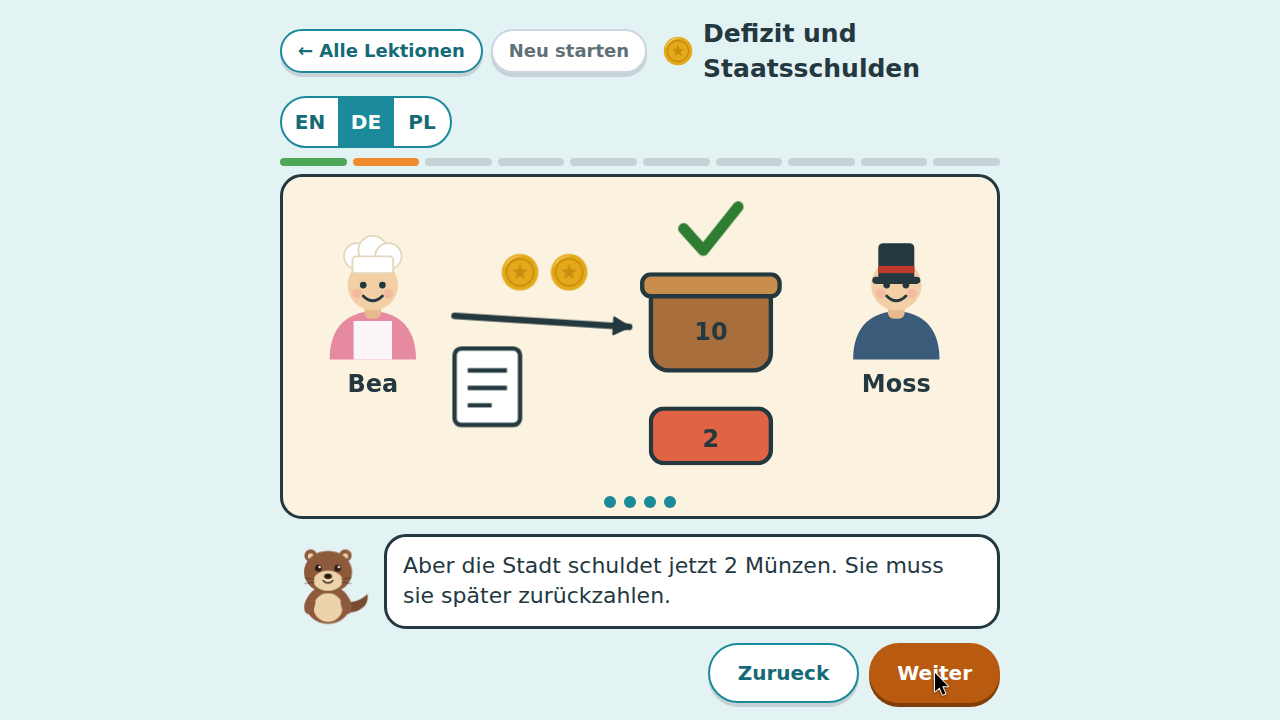 ← Alle Lektionen
Neu starten
Defizit und
Staatsschulden
EN
DE
PL
10
Bea
Moss
2
Aber die Stadt schuldet jetzt 2 Münzen. Sie muss
sie später zurückzahlen.
Zurueck
Weiter